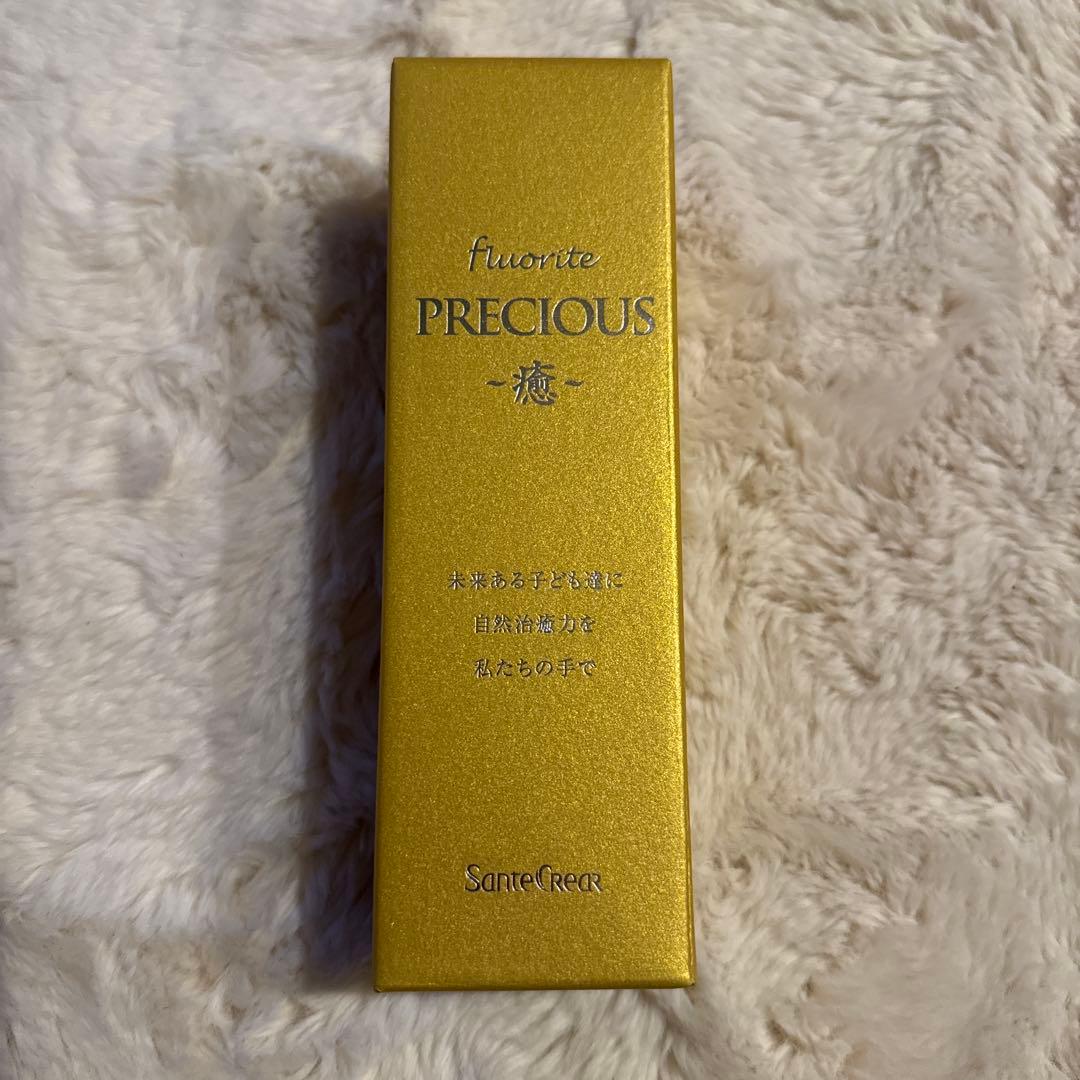 fluorite
PRECIOUS
~癒~
未来ある子ども達に
自然治癒力を
私たちの手で
SanteCrear